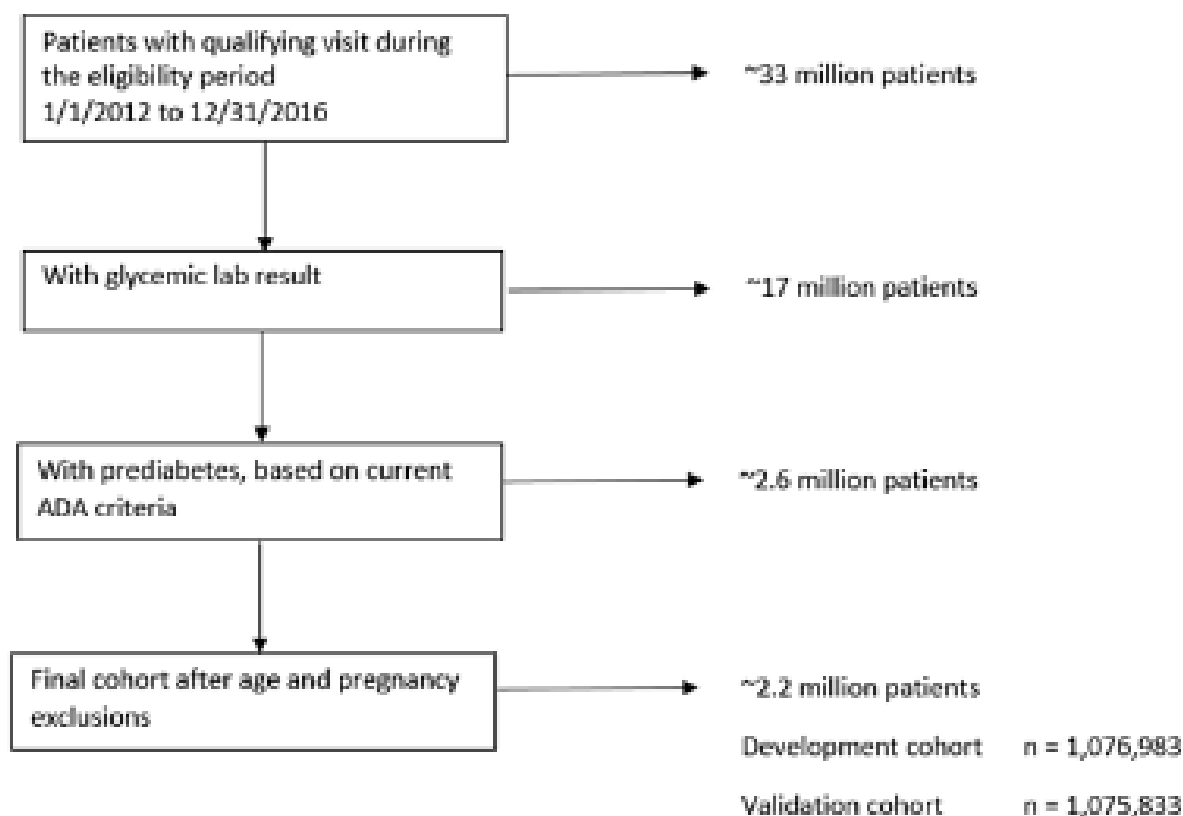 Patients with qualifying visit during
the eligibility period
1/1/2012 to 12/31/2016
~33 million patients
With glycemic lab result
~17 million patients
With prediabetes, based on current
ADA criteria
~2.6 million patients
Final cohort after age and pregnancy
exclusions
~2.2 million patients
Development cohort n = 1,076,983
Validation cohort n = 1,075,833